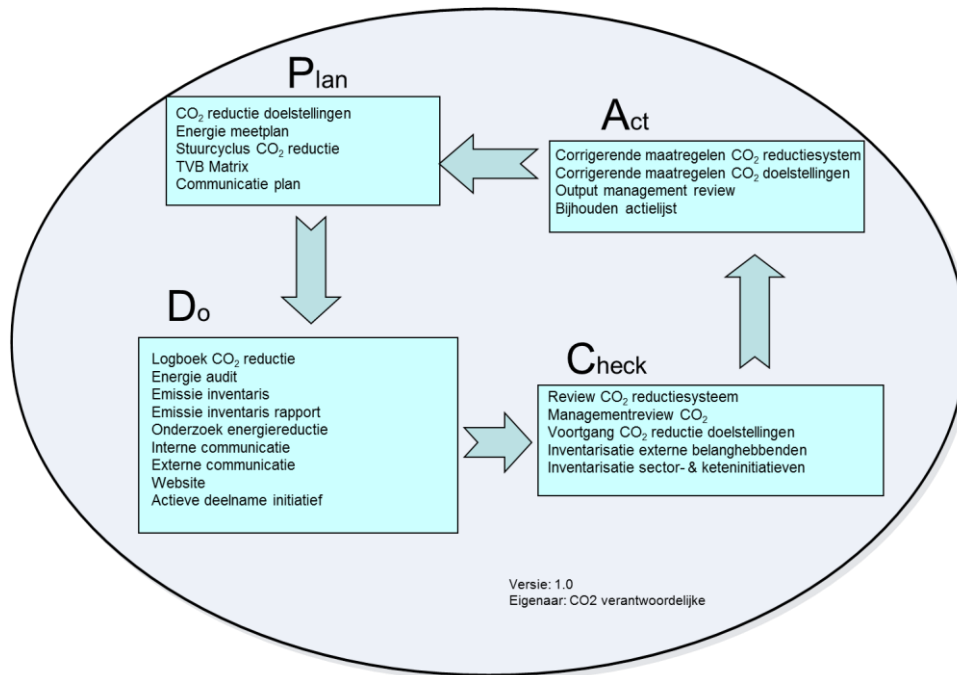 Plan
CO₂ reductie doelstellingen
Energie meetplan
Stuurcyclus CO₂ reductie
TVB Matrix
Communicatie plan
Act
Corrigerende maatregelen CO₂ reductiesystem
Corrigerende maatregelen CO₂ doelstellingen
Output management review
Bijhouden actielijst
Do
Logboek CO₂ reductie
Energie audit
Emissie inventaris
Emissie inventaris rapport
Onderzoek energiereductie
Interne communicatie
Externe communicatie
Website
Actieve deelname initiatief
Check
Review CO₂ reductiesysteem
Managementreview CO₂
Voortgang CO₂ reductie doelstellingen
Inventarisatie externe belanghebbenden
Inventarisatie sector- & keteninitiatieven
Versie: 1.0
Eigenaar: CO2 verantwoordelijke